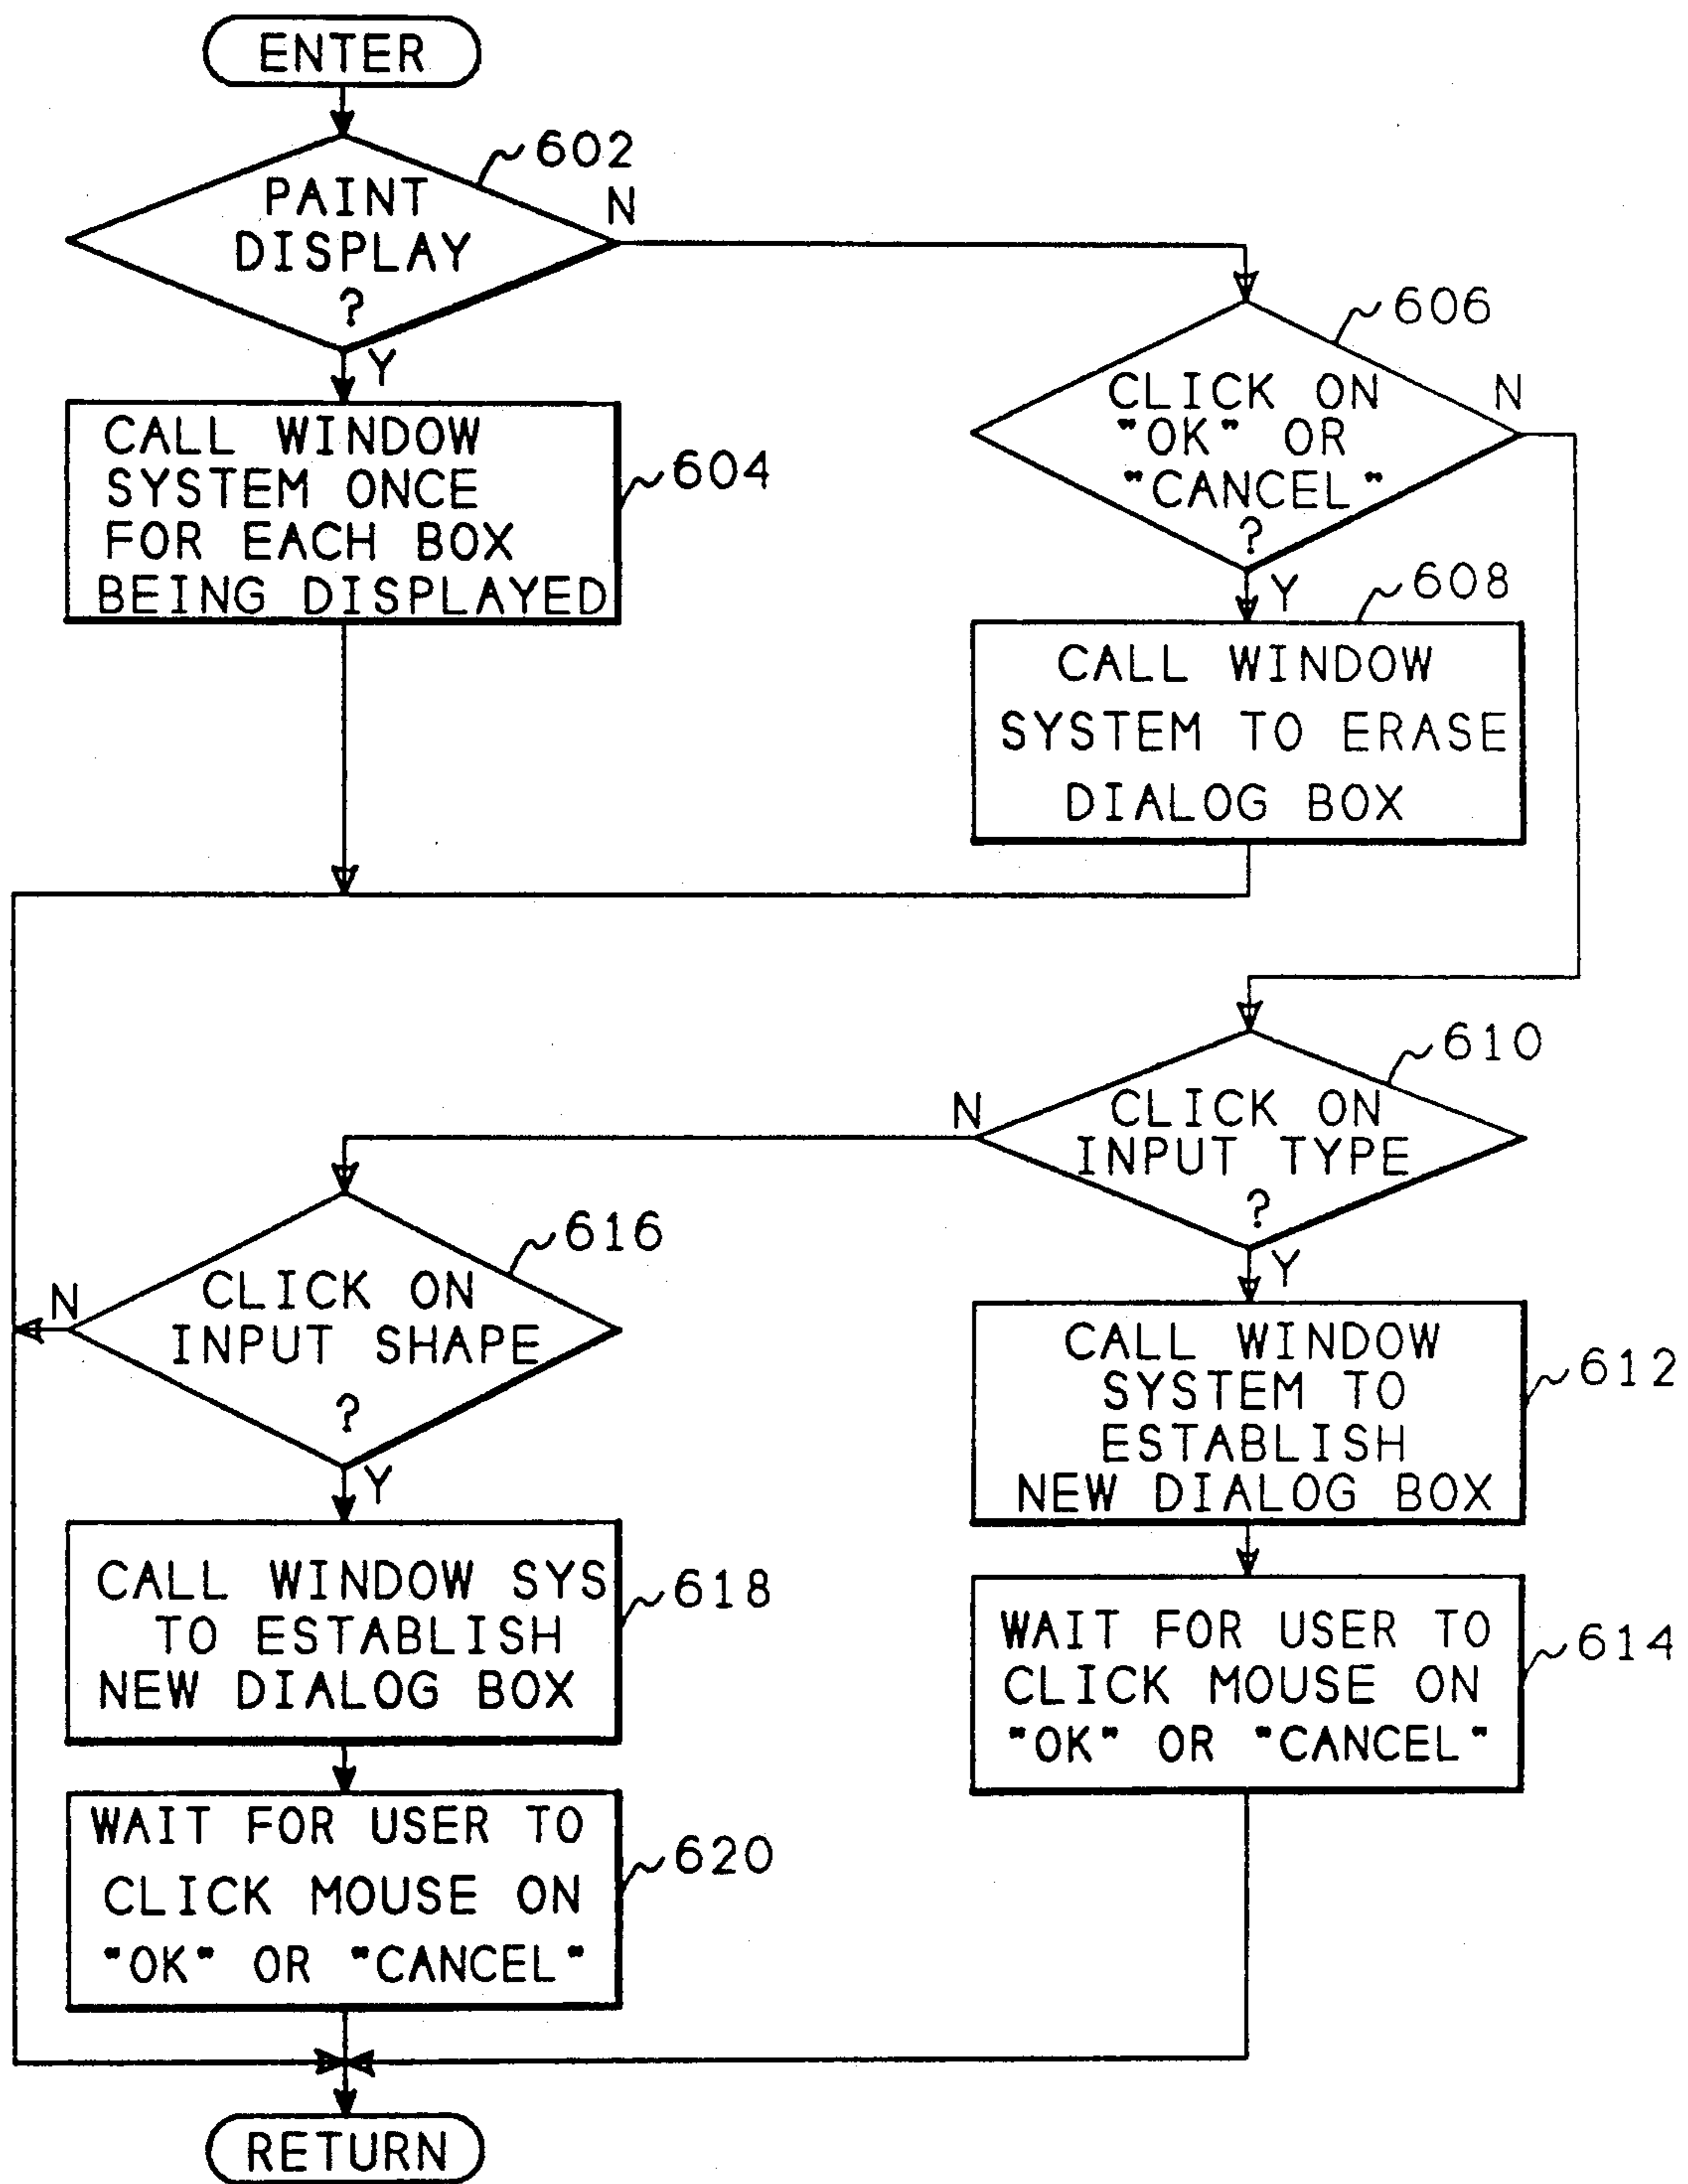 ENTER
602
PAINT
DISPLAY
?
N
Y
CALL WINDOW
SYSTEM ONCE
FOR EACH BOX
BEING DISPLAYED
604
606
CLICK ON
"OK" OR
"CANCEL"
?
N
Y
608
CALL WINDOW
SYSTEM TO ERASE
DIALOG BOX
610
CLICK ON
INPUT TYPE
?
N
Y
CALL WINDOW
SYSTEM TO
ESTABLISH
NEW DIALOG BOX
612
WAIT FOR USER TO
CLICK MOUSE ON
"OK" OR "CANCEL"
614
616
CLICK ON
INPUT SHAPE
?
N
Y
CALL WINDOW SYS
TO ESTABLISH
NEW DIALOG BOX
618
WAIT FOR USER TO
CLICK MOUSE ON
"OK" OR "CANCEL"
620
RETURN